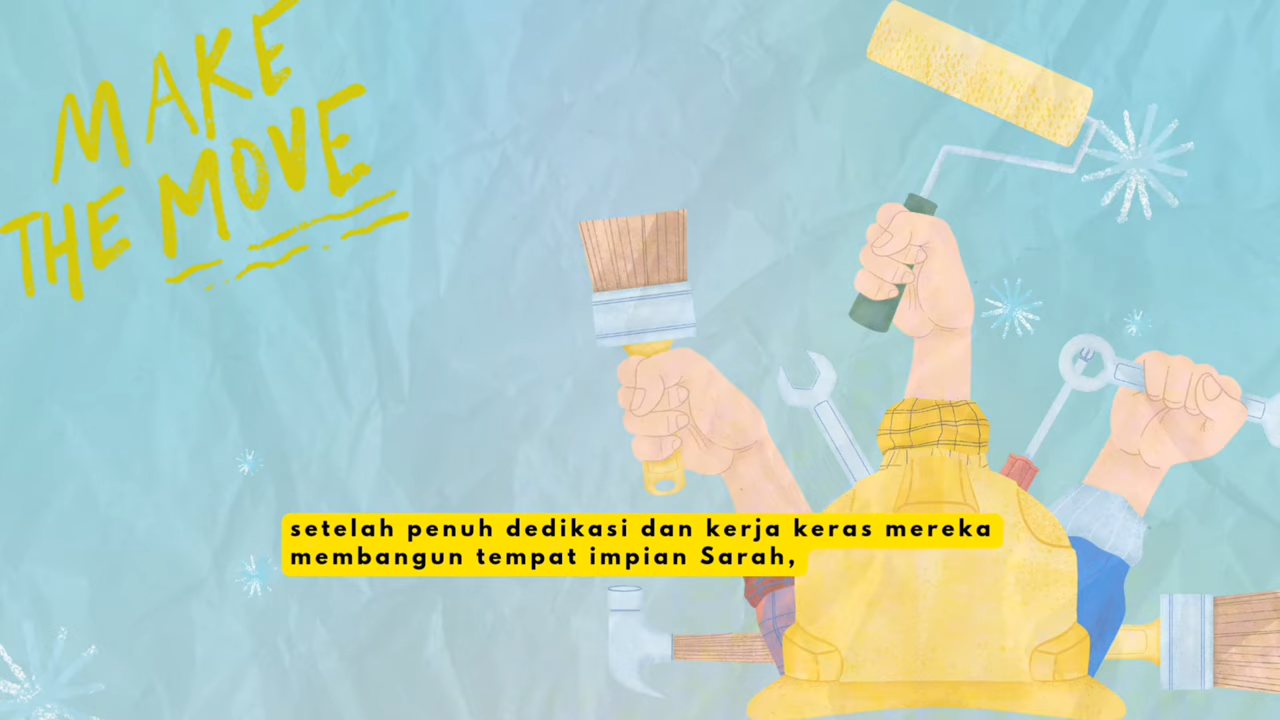 MAKE
THE MOVE
setelah penuh dedikasi dan kerja keras mereka
membangun tempat impian Sarah,